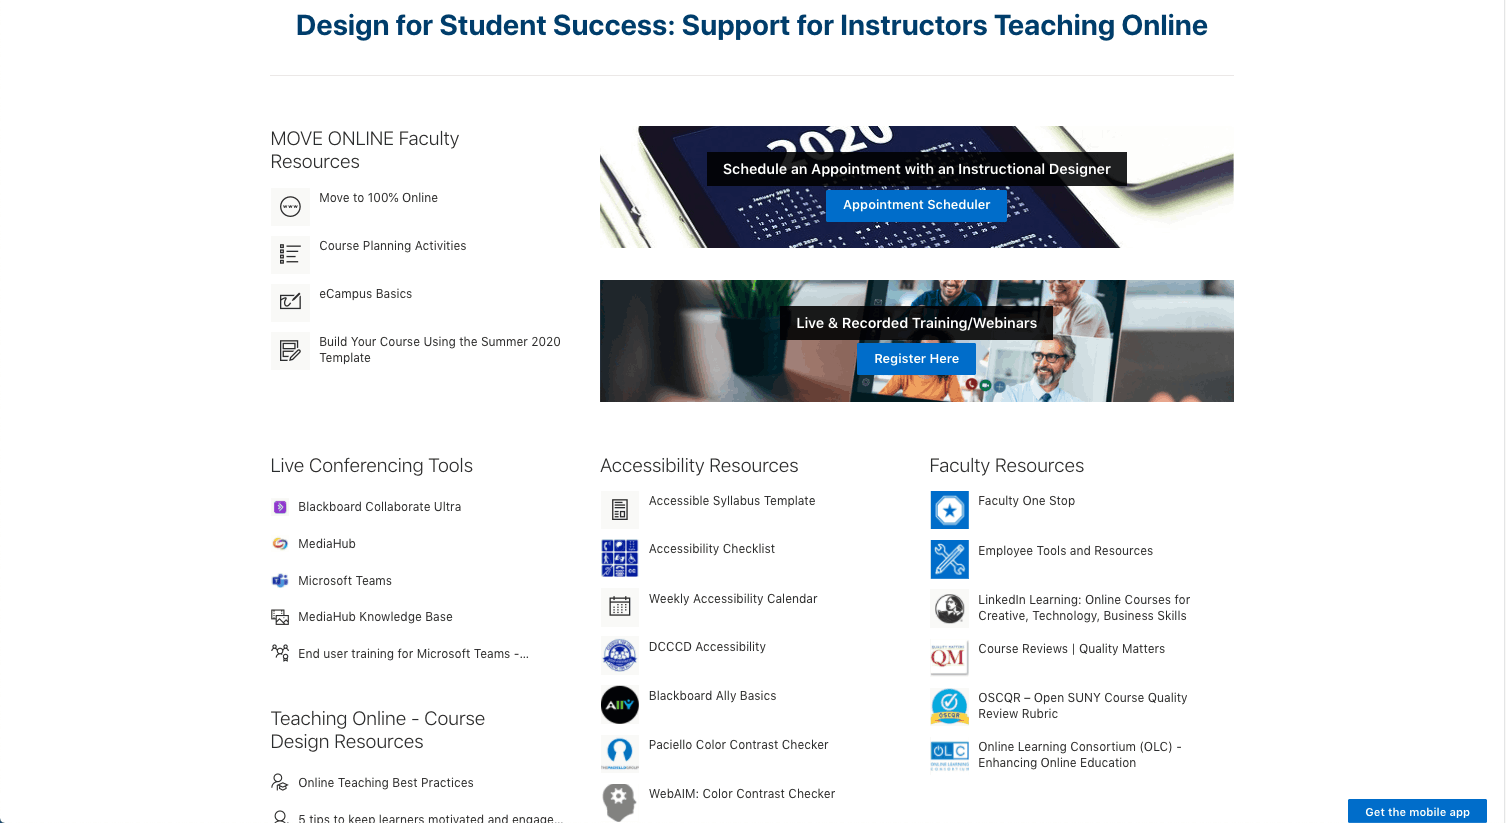 Design for Student Success: Support for Instructors Teaching Online
MOVE ONLINE Faculty
Resources
Move to 100% Online
Course Planning Activities
eCampus Basics
Build Your Course Using the Summer 2020
Template
2020
Schedule an Appointment with an Instructional Designer
Appointment Scheduler
Live & Recorded Training/Webinars
Register Here
Live Conferencing Tools
Blackboard Collaborate Ultra
MediaHub
Microsoft Teams
MediaHub Knowledge Base
End user training for Microsoft Teams -...
Teaching Online - Course
Design Resources
Online Teaching Best Practices
5 tips to keep learners motivated and engage...
Accessibility Resources
Accessible Syllabus Template
Accessibility Checklist
Weekly Accessibility Calendar
DCCCD Accessibility
Ally
Blackboard Ally Basics
Paciello Color Contrast Checker
WebAIM: Color Contrast Checker
Faculty Resources
Faculty One Stop
Employee Tools and Resources
LinkedIn Learning: Online Courses for
Creative, Technology, Business Skills
QM
Course Reviews | Quality Matters
OSCQR
OSCQR – Open SUNY Course Quality
Review Rubric
OLC
Online Learning Consortium (OLC) -
Enhancing Online Education
Get the mobile app